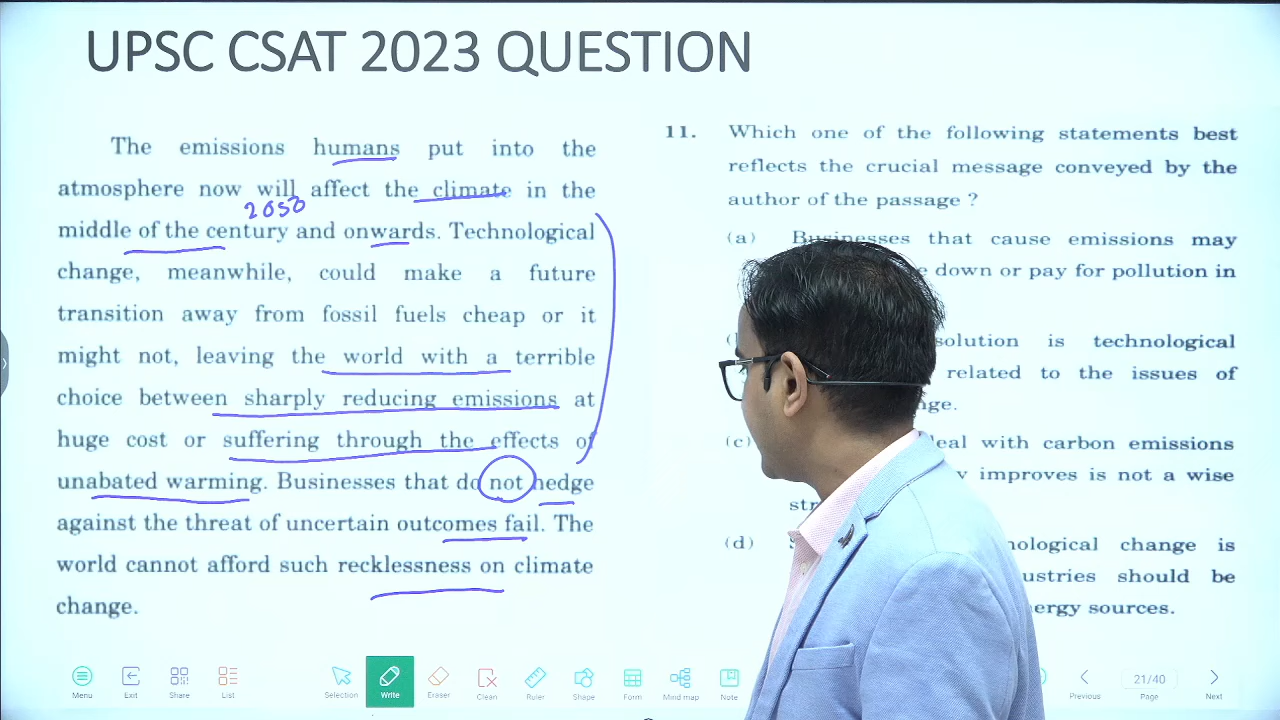 UPSC CSAT 2023 QUESTION
The emissions humans put into the
atmosphere now will affect the climate in the
2050
middle of the century and onwards. Technological
change, meanwhile, could make a future
transition away from fossil fuels cheap or it
might not, leaving the world with a terrible
choice between sharply reducing emissions at
huge cost or suffering through the effects of
unabated warming. Businesses that do not hedge
against the threat of uncertain outcomes fail. The
world cannot afford such recklessness on climate
change.
11. Which one of the following statements best
reflects the crucial message conveyed by the
author of the passage ?
(a) Businesses that cause emissions may
down or pay for pollution in
solution is technological
related to the issues of
(c) deal with carbon emissions
improves is not a wise
(d) change is
should be
sources.
Menu Exit Share List Selection Write Eraser Clean Ruler Shape Form Mind map Note Previous 21/40 Page Next